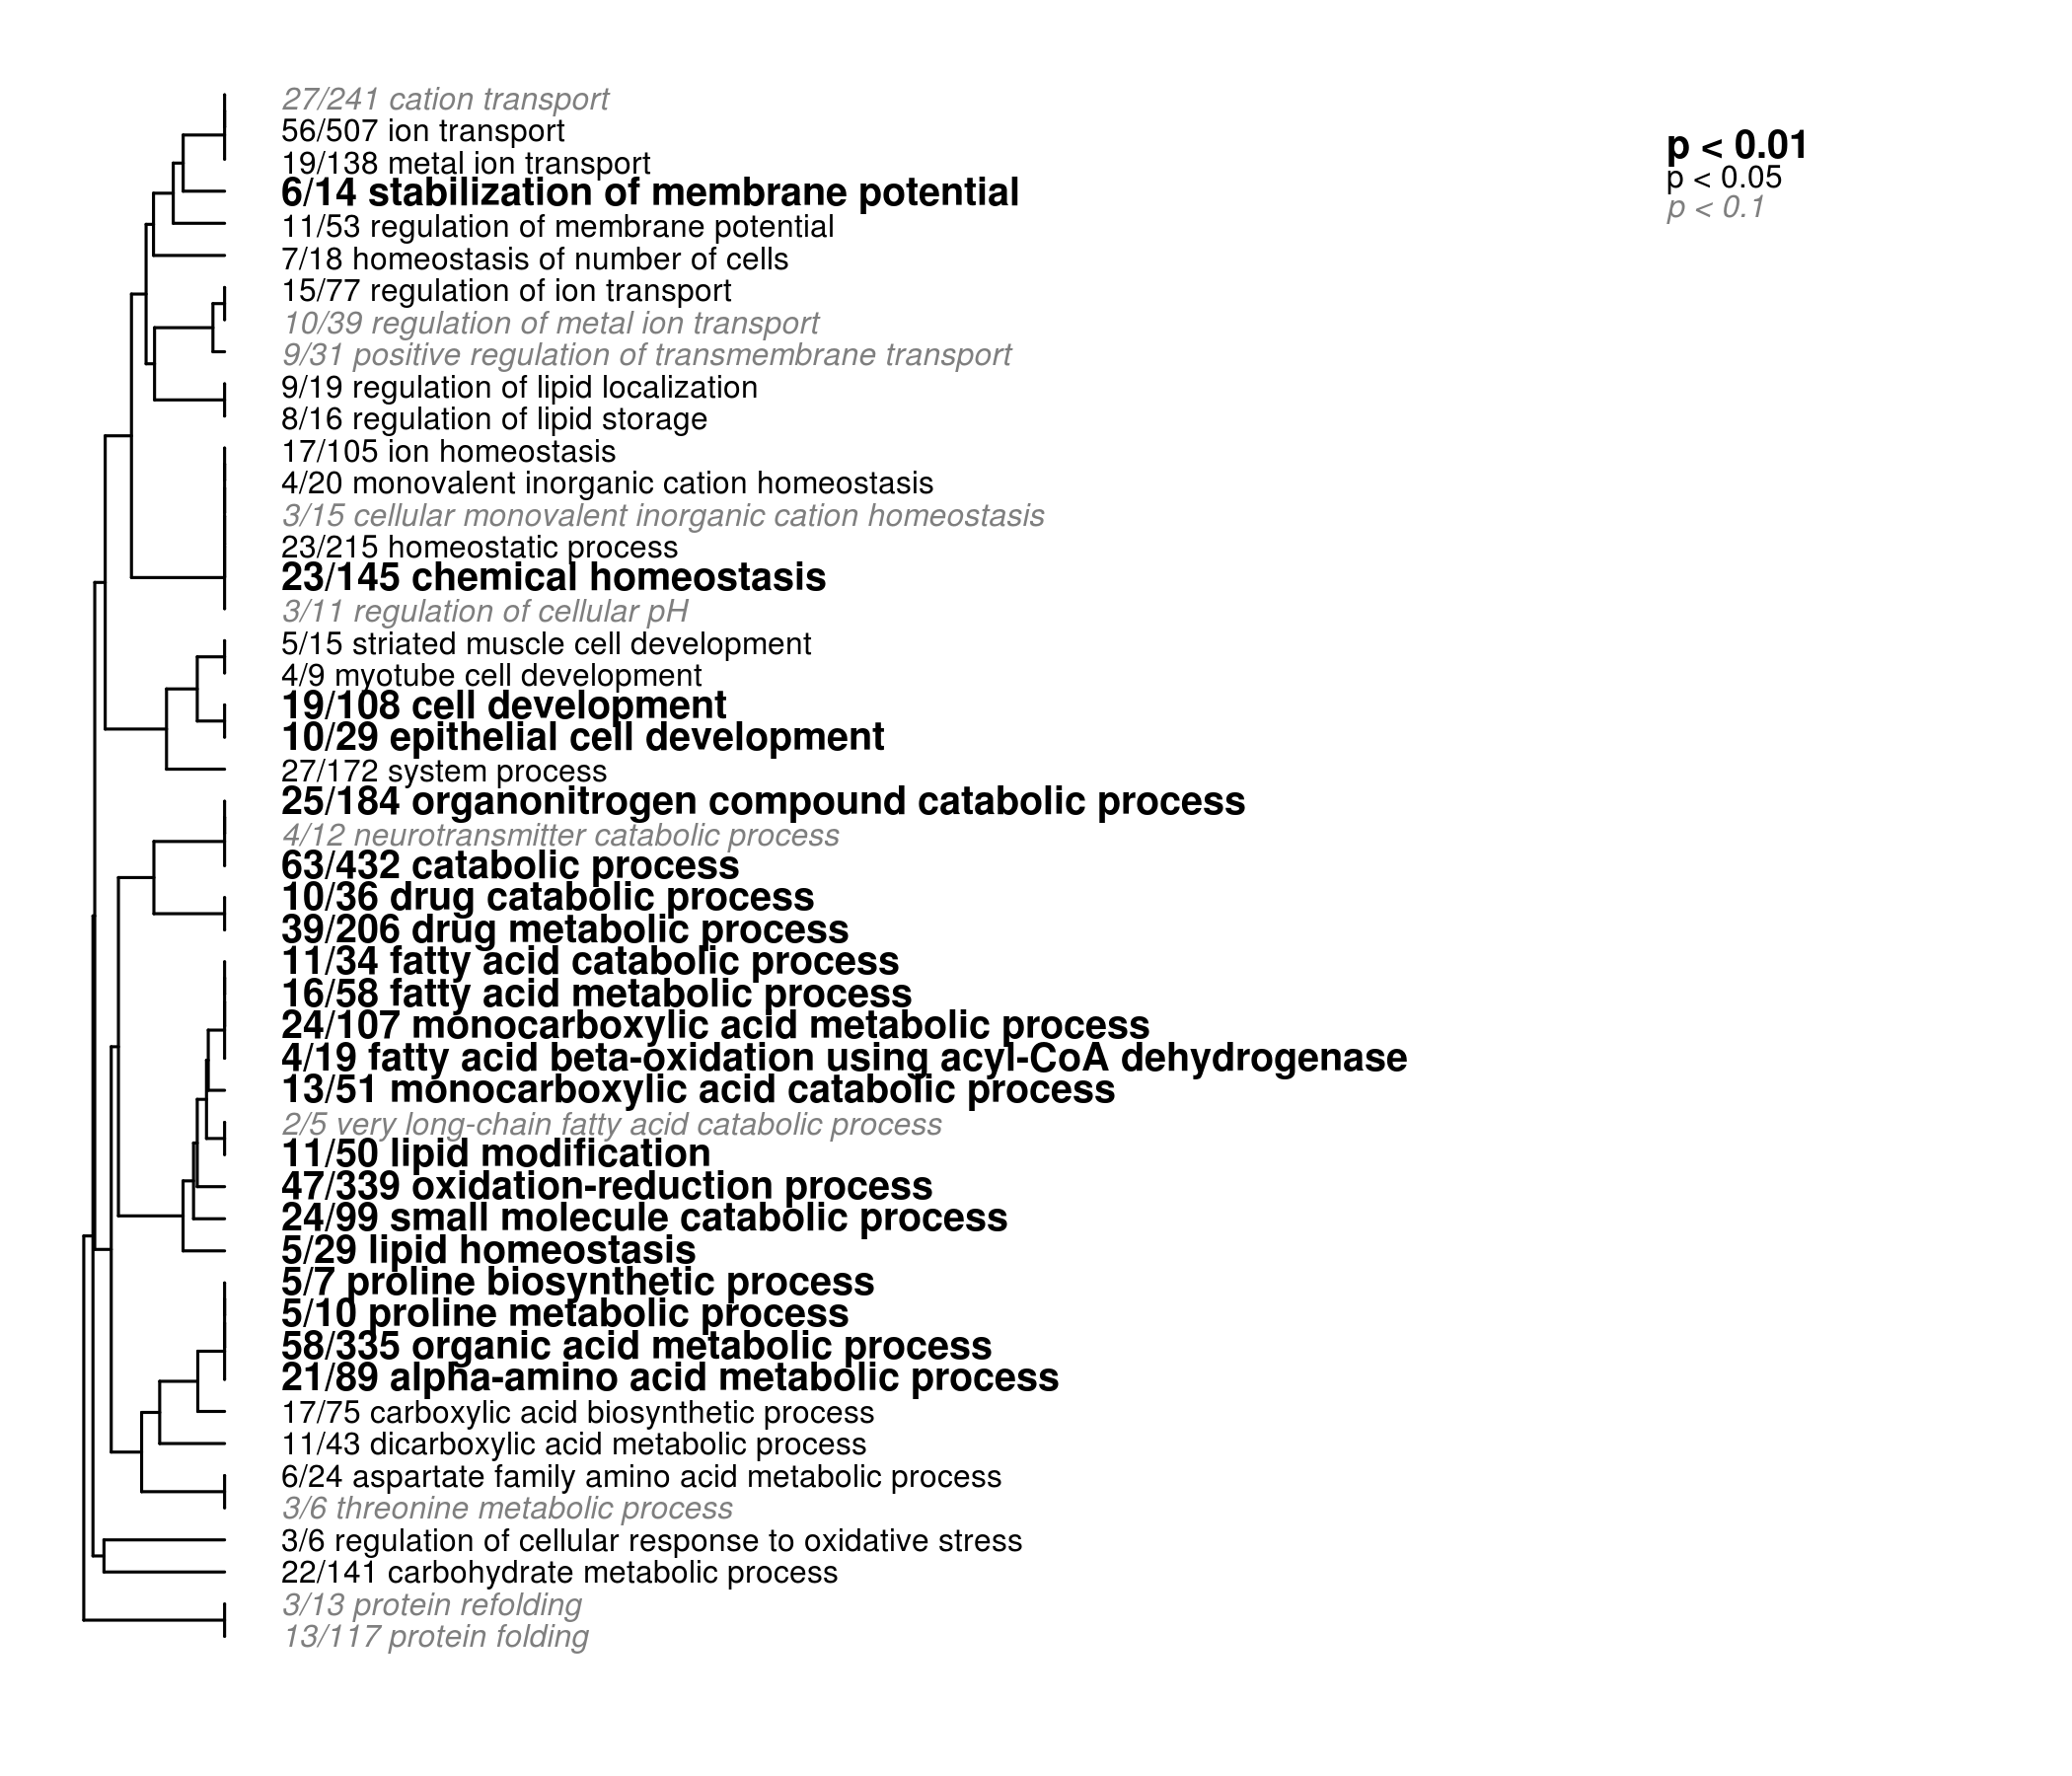 27/241 cation transport
56/507 ion transport
19/138 metal ion transport
6/14 stabilization of membrane potential
11/53 regulation of membrane potential
7/18 homeostasis of number of cells
15/77 regulation of ion transport
10/39 regulation of metal ion transport
9/31 positive regulation of transmembrane transport
9/19 regulation of lipid localization
8/16 regulation of lipid storage
17/105 ion homeostasis
4/20 monovalent inorganic cation homeostasis
3/15 cellular monovalent inorganic cation homeostasis
23/215 homeostatic process
23/145 chemical homeostasis
3/11 regulation of cellular pH
5/15 striated muscle cell development
4/9 myotube cell development
19/108 cell development
10/29 epithelial cell development
27/172 system process
25/184 organonitrogen compound catabolic process
4/12 neurotransmitter catabolic process
63/432 catabolic process
10/36 drug catabolic process
39/206 drug metabolic process
11/34 fatty acid catabolic process
16/58 fatty acid metabolic process
24/107 monocarboxylic acid metabolic process
4/19 fatty acid beta-oxidation using acyl-CoA dehydrogenase
13/51 monocarboxylic acid catabolic process
2/5 very long-chain fatty acid catabolic process
11/50 lipid modification
47/339 oxidation-reduction process
24/99 small molecule catabolic process
5/29 lipid homeostasis
5/7 proline biosynthetic process
5/10 proline metabolic process
58/335 organic acid metabolic process
21/89 alpha-amino acid metabolic process
17/75 carboxylic acid biosynthetic process
11/43 dicarboxylic acid metabolic process
6/24 aspartate family amino acid metabolic process
3/6 threonine metabolic process
3/6 regulation of cellular response to oxidative stress
22/141 carbohydrate metabolic process
3/13 protein refolding
13/117 protein folding
p < 0.01
p < 0.05
p < 0.1